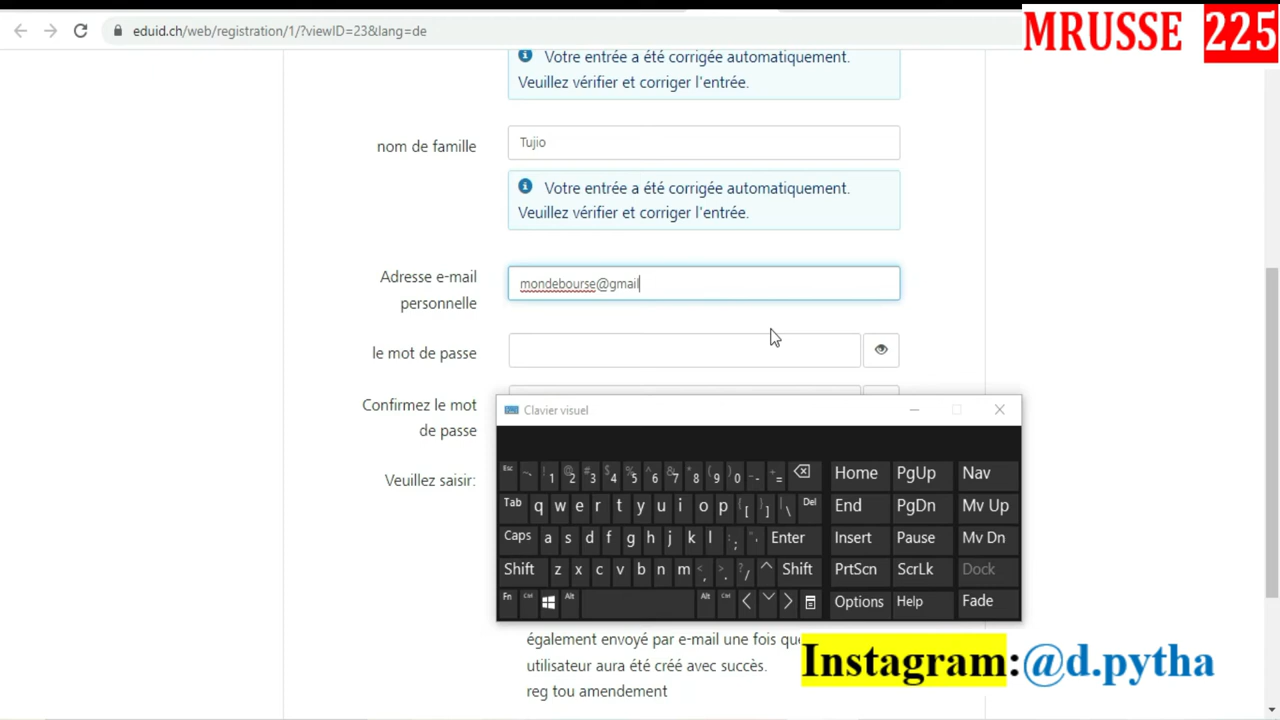 eduid.ch/web/registration/1/?viewID=23&lang=de
MRUSSE 225
Votre entrée a été corrigée automatiquement.
Veuillez vérifier et corriger l'entrée.
nom de famille
Tujio
Votre entrée a été corrigée automatiquement.
Veuillez vérifier et corriger l'entrée.
Adresse e-mail
personnelle
mondebourse@gmail
le mot de passe
Confirmez le mot
de passe
Veuillez saisir:
Clavier visuel
Esc ~ ` ! 1 @ 2 # 3 $ 4 % 5 ^ 6 & 7 * 8 ( 9 ) 0 _ - + = Home PgUp Nav
Tab q w e r t y u i o p { [ } ] | \ Del End PgDn Mv Up
Caps a s d f g h j k l : ; " ' Enter Insert Pause Mv Dn
Shift z x c v b n m < , > . ? / ^ Shift PrtScn ScrLk Dock
Fn Ctrl Alt Alt Ctrl < > Options Help Fade
également envoyé par e-mail une fois que
utilisateur aura été créé avec succès.
reg tou amendement
Instagram:@d.pytha